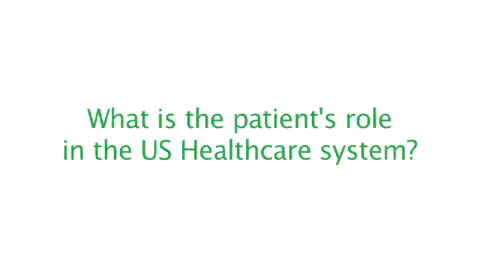 What is the patient's role
in the US Healthcare system?